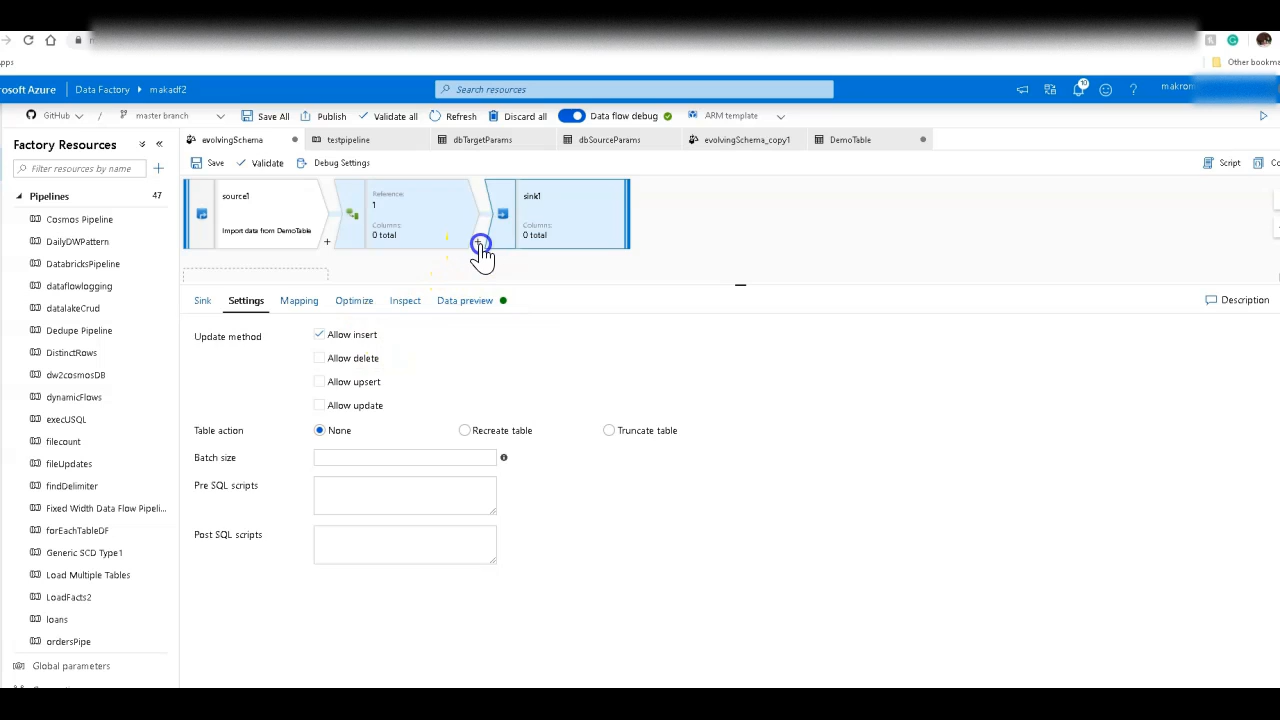 pps
Other bookma
rosoft Azure
Data Factory
makadf2
Search resources
10
makron
GitHub
master branch
Save All
Publish
Validate all
Refresh
Discard all
Data flow debug
ARM template
Factory Resources
evolvingSchema
testpipeline
dbTargetParams
dbSourceParams
evolvingSchema_copy1
DemoTable
Filter resources by name
Save
Validate
Debug Settings
Script
Co
Pipelines
47
source1
Import data from DemoTable
Reference:
1
Columns:
0 total
sink1
Columns:
0 total
Cosmos Pipeline
DailyDWPattern
DatabricksPipeline
dataflowlogging
datalakeCrud
Dedupe Pipeline
DistinctRows
dw2cosmosDB
dynamicFlows
execUSQL
filecount
fileUpdates
findDelimiter
Fixed Width Data Flow Pipeli...
forEachTableDF
Generic SCD Type1
Load Multiple Tables
LoadFacts2
loans
ordersPipe
Global parameters
Sink
Settings
Mapping
Optimize
Inspect
Data preview
Description
Update method
Allow insert
Allow delete
Allow upsert
Allow update
Table action
None
Recreate table
Truncate table
Batch size
Pre SQL scripts
Post SQL scripts